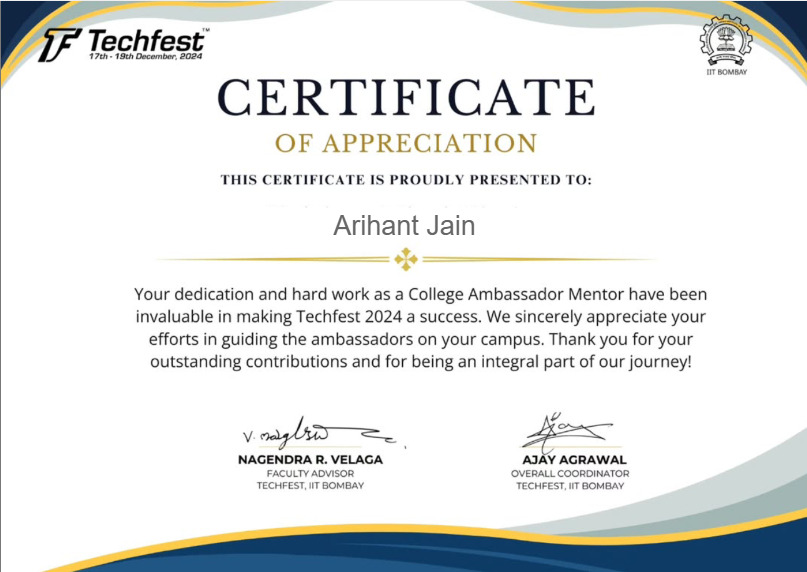 TF Techfest™
17th - 19th December, 2024
IIT BOMBAY
CERTIFICATE
OF APPRECIATION
THIS CERTIFICATE IS PROUDLY PRESENTED TO:
Arihant Jain
Your dedication and hard work as a College Ambassador Mentor have been
invaluable in making Techfest 2024 a success. We sincerely appreciate your
efforts in guiding the ambassadors on your campus. Thank you for your
outstanding contributions and for being an integral part of our journey!
NAGENDRA R. VELAGA
FACULTY ADVISOR
TECHFEST, IIT BOMBAY
AJAY AGRAWAL
OVERALL COORDINATOR
TECHFEST, IIT BOMBAY